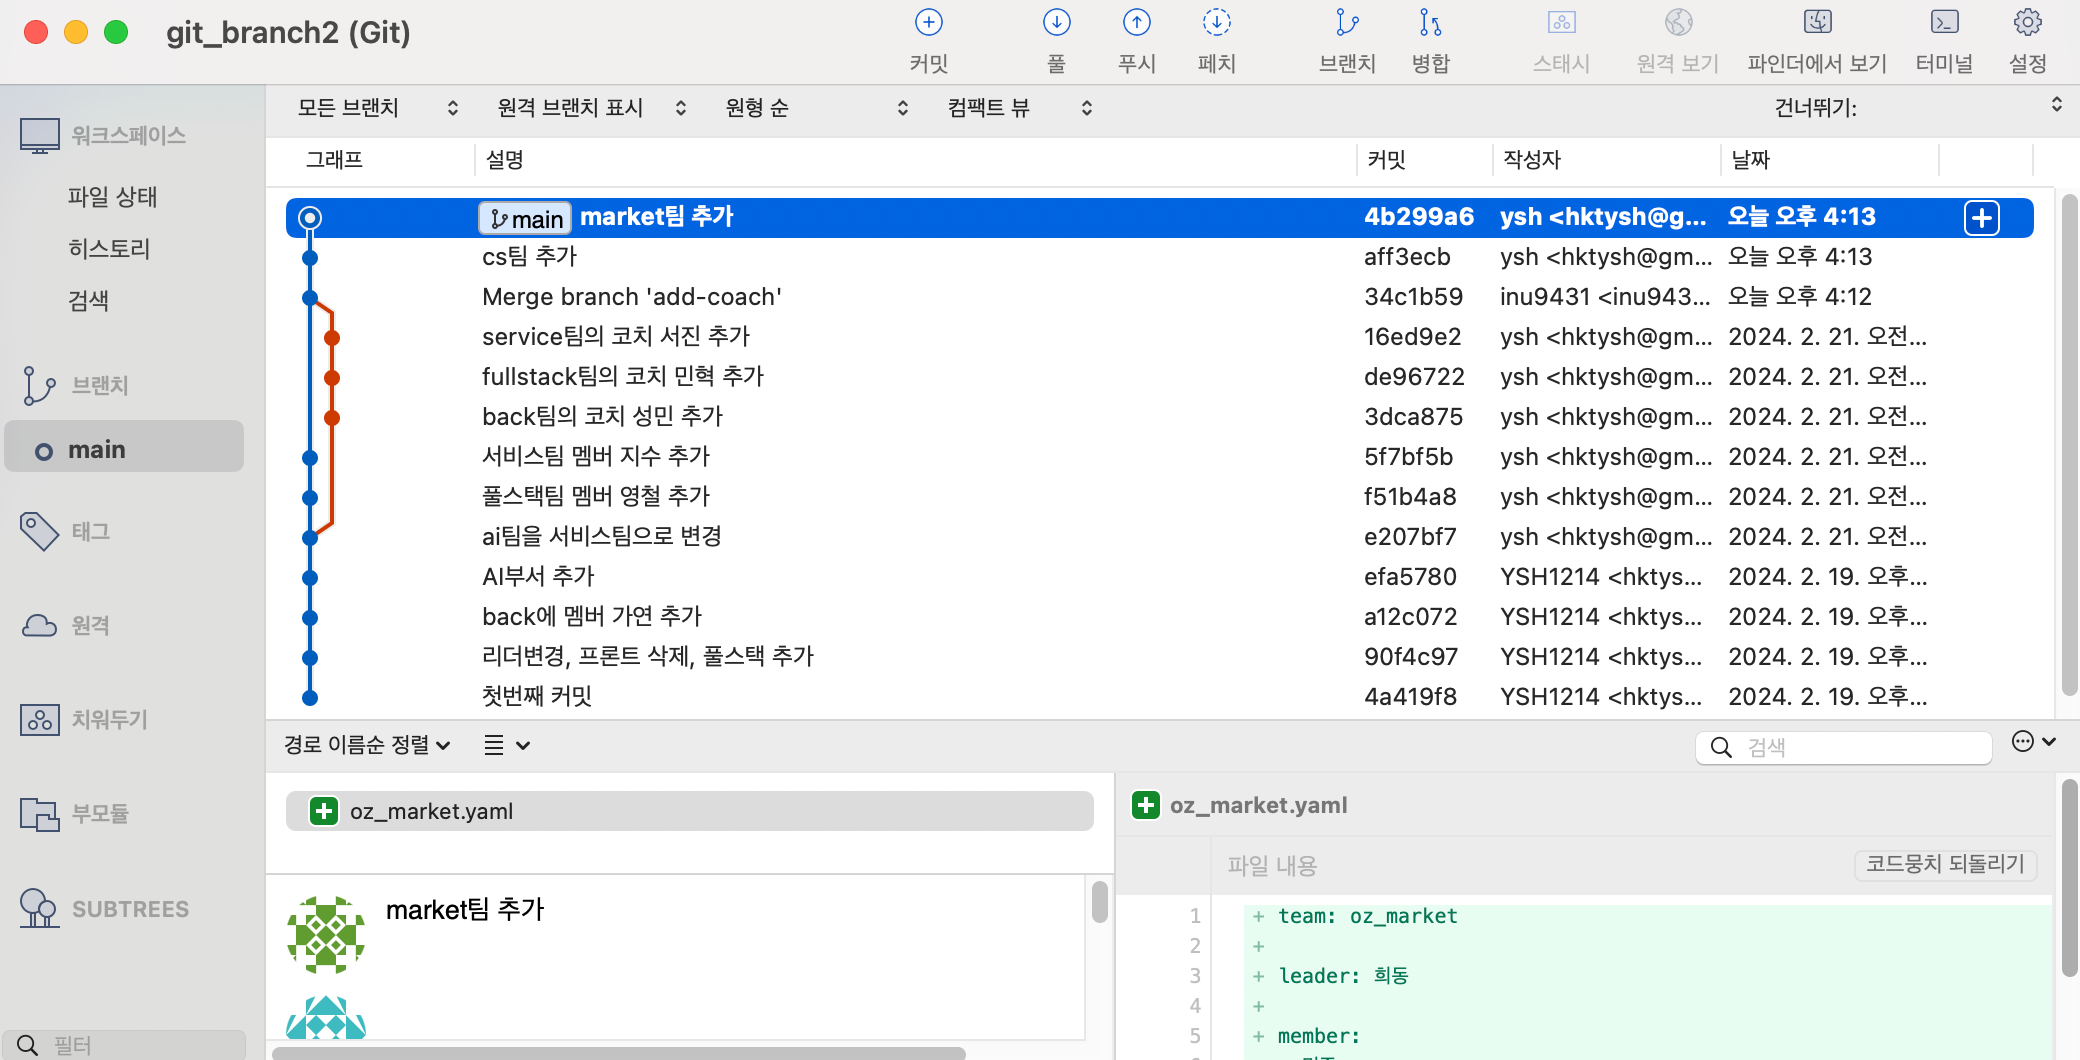 git_branch2 (Git)
커밋 풀 푸시 페치 브랜치 병합 스태시 원격 보기 파인더에서 보기 터미널 설정
모든 브랜치 원격 브랜치 표시 원형 순 컴팩트 뷰 건너뛰기:
워크스페이스
파일 상태
히스토리
검색
브랜치
main
태그
원격
치워두기
부모듈
SUBTREES
필터
그래프 설명 커밋 작성자 날짜
main market팀 추가 4b299a6 ysh <hktysh@g... 오늘 오후 4:13
cs팀 추가 aff3ecb ysh <hktysh@gm... 오늘 오후 4:13
Merge branch 'add-coach' 34c1b59 inu9431 <inu943... 오늘 오후 4:12
service팀의 코치 서진 추가 16ed9e2 ysh <hktysh@gm... 2024. 2. 21. 오전...
fullstack팀의 코치 민혁 추가 de96722 ysh <hktysh@gm... 2024. 2. 21. 오전...
back팀의 코치 성민 추가 3dca875 ysh <hktysh@gm... 2024. 2. 21. 오전...
서비스팀 멤버 지수 추가 5f7bf5b ysh <hktysh@gm... 2024. 2. 21. 오전...
풀스택팀 멤버 영철 추가 f51b4a8 ysh <hktysh@gm... 2024. 2. 21. 오전...
ai팀을 서비스팀으로 변경 e207bf7 ysh <hktysh@gm... 2024. 2. 21. 오전...
AI부서 추가 efa5780 YSH1214 <hktys... 2024. 2. 19. 오후...
back에 멤버 가연 추가 a12c072 YSH1214 <hktys... 2024. 2. 19. 오후...
리더변경, 프론트 삭제, 풀스택 추가 90f4c97 YSH1214 <hktys... 2024. 2. 19. 오후...
첫번째 커밋 4a419f8 YSH1214 <hktys... 2024. 2. 19. 오후...
경로 이름순 정렬 검색
oz_market.yaml
market팀 추가
oz_market.yaml
파일 내용 코드뭉치 되돌리기
1 + team: oz_market
2 +
3 + leader: 희동
4 +
5 + member: